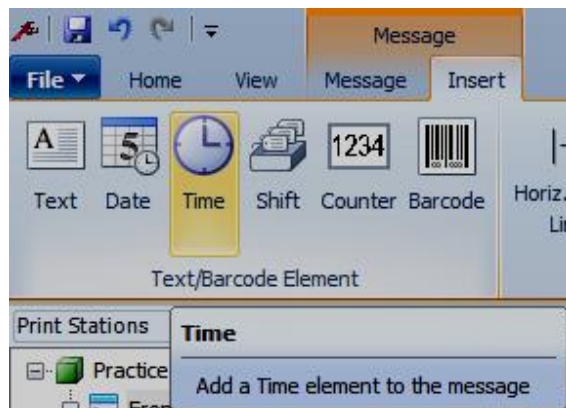 Message
File Home View Message Insert
A 5 1234
Text Date Time Shift Counter Barcode Horiz.
Text/Barcode Element
Print Stations
Time
Practice
Add a Time element to the message